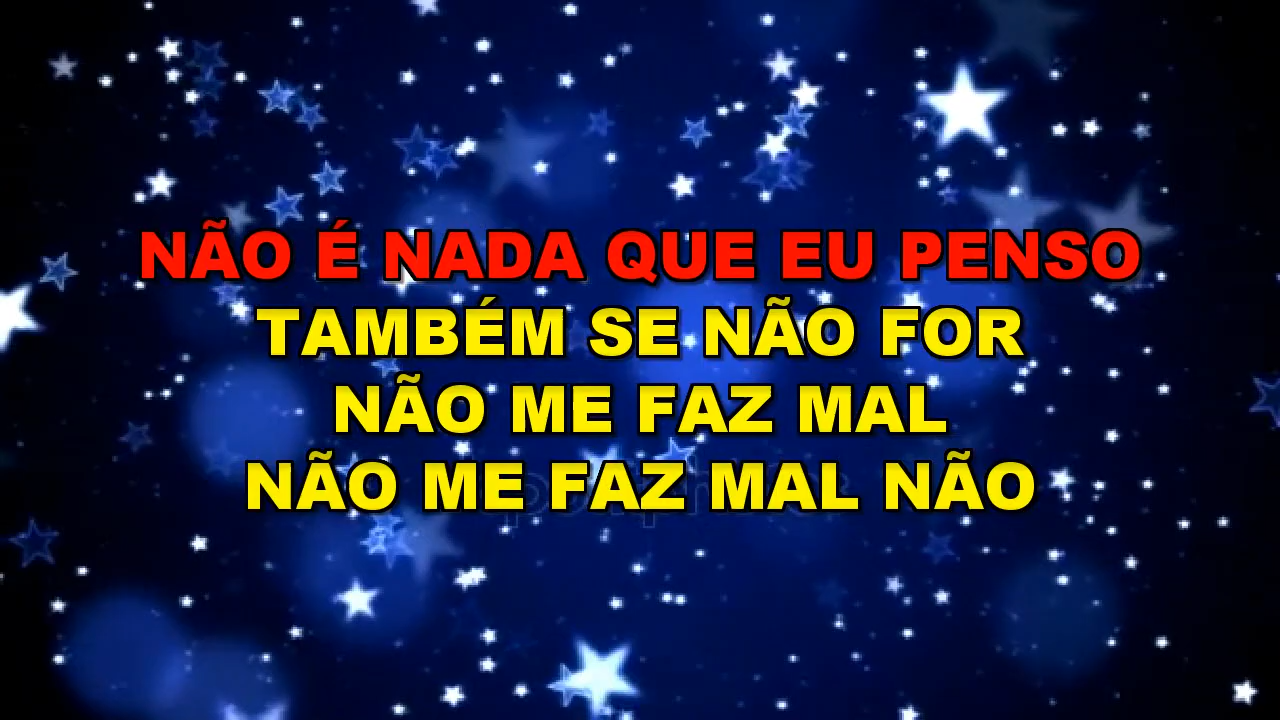 NÃO É NADA QUE EU PENSO
TAMBÉM SE NÃO FOR
NÃO ME FAZ MAL
NÃO ME FAZ MAL NÃO